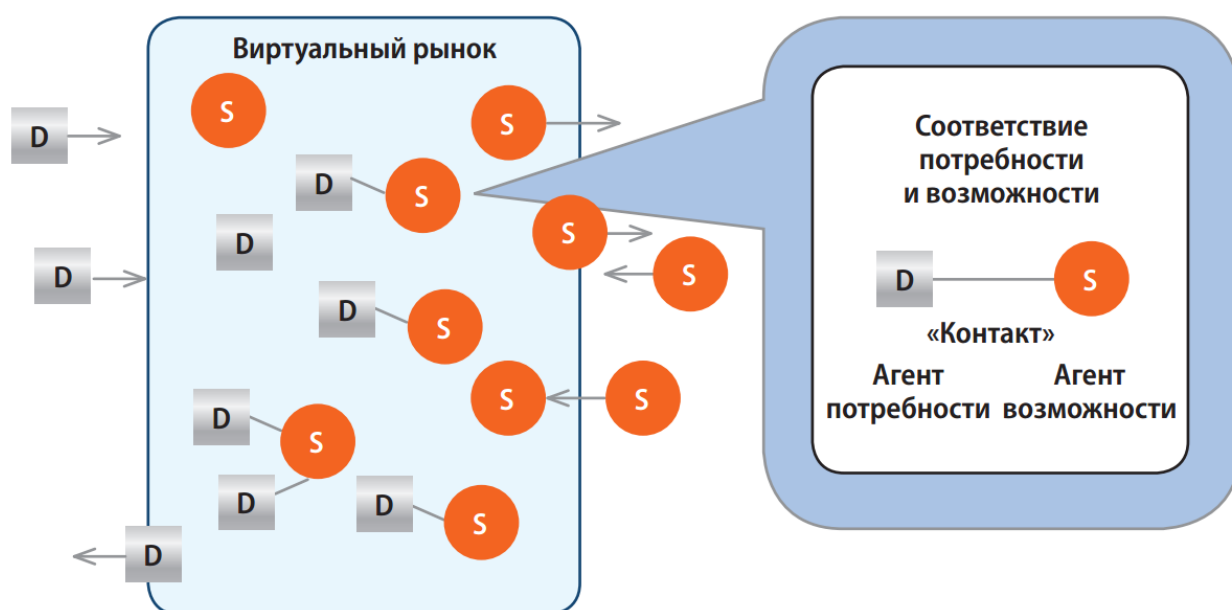 Виртуальный рынок
S
S
D
D
S
D
S
D
S
D
S
D
S
S
S
D
S
D
D
S
D
Соответствие
потребности
и возможности
D
S
«Контакт»
Агент
потребности
Агент
возможности